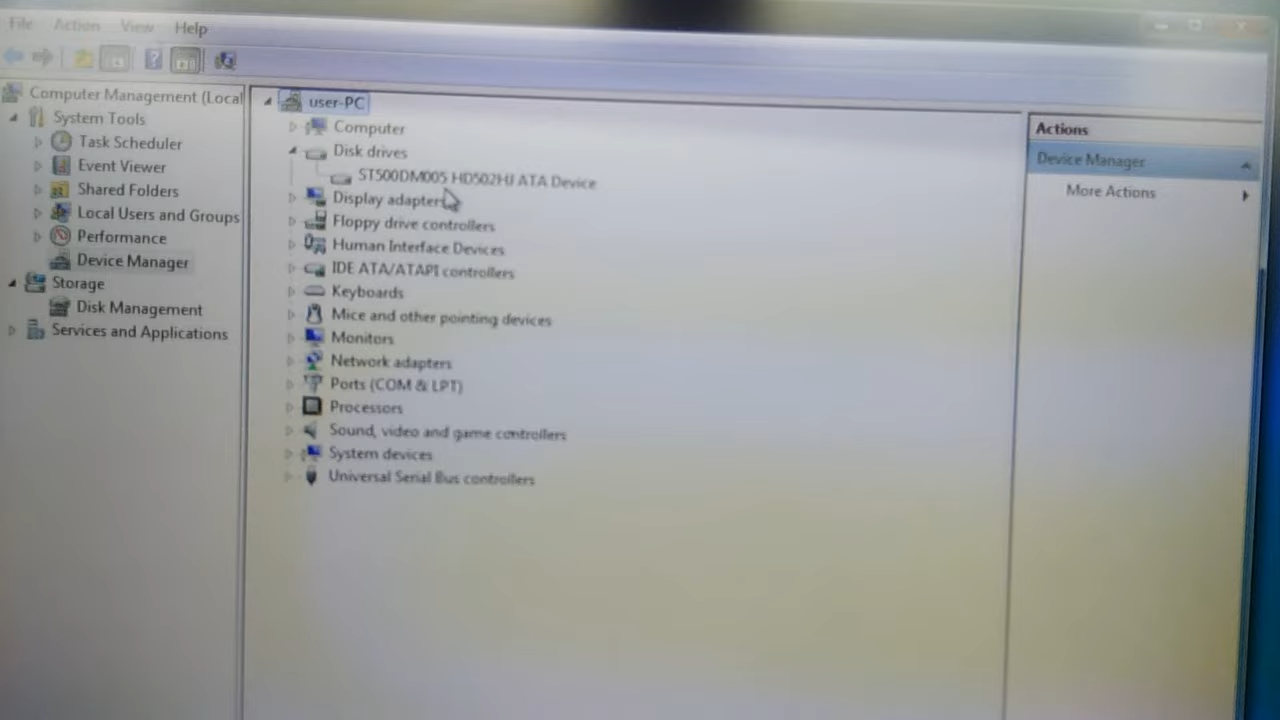 File Action View Help
Computer Management (Local
System Tools
Task Scheduler
Event Viewer
Shared Folders
Local Users and Groups
Performance
Device Manager
Storage
Disk Management
Services and Applications
user-PC
Computer
Disk drives
ST500DM005 HD502HJ ATA Device
Display adapter
Floppy drive controllers
Human Interface Devices
IDE ATA/ATAPI controllers
Keyboards
Mice and other pointing devices
Monitors
Network adapters
Ports (COM & LPT)
Processors
Sound, video and game controllers
System devices
Universal Serial Bus controllers
Actions
Device Manager
More Actions